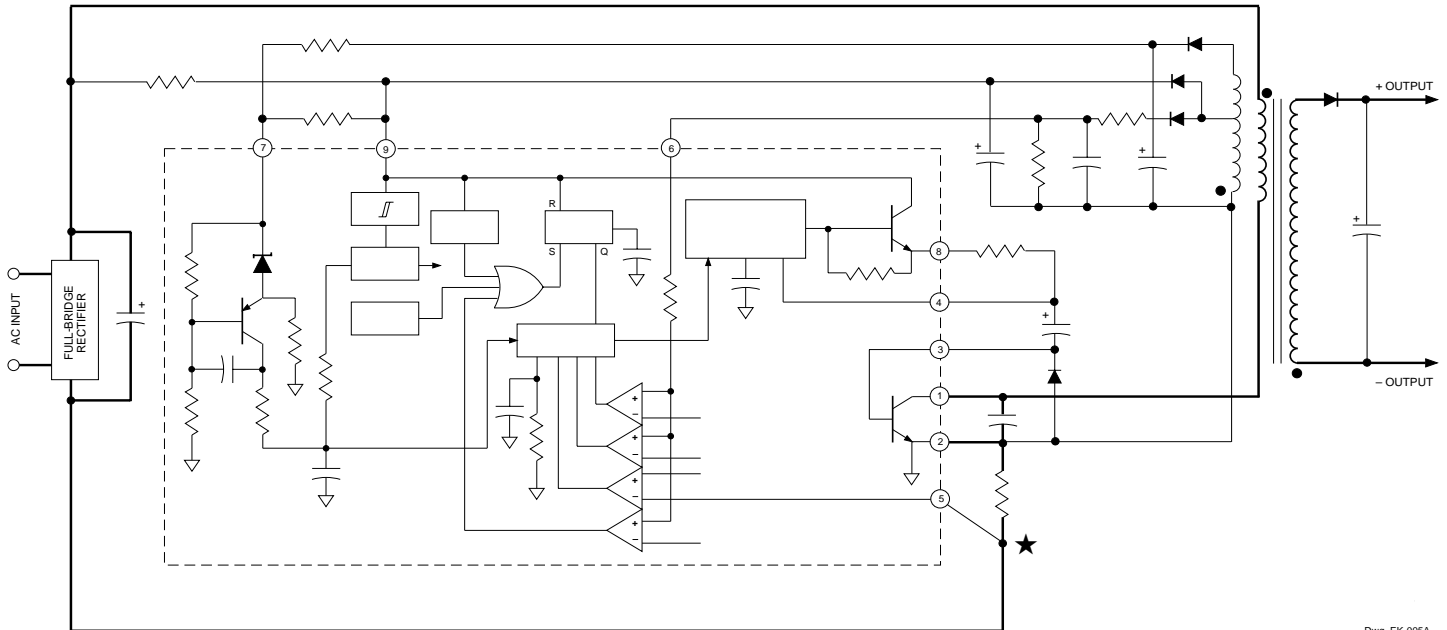 + OUTPUT
7
9
6
+
+
+
R
S
Q
8
4
AC INPUT
FULL-BRIDGE
RECTIFIER
+
+
3
+
–
1
+
–
2
+
–
5
+
–
– OUTPUT